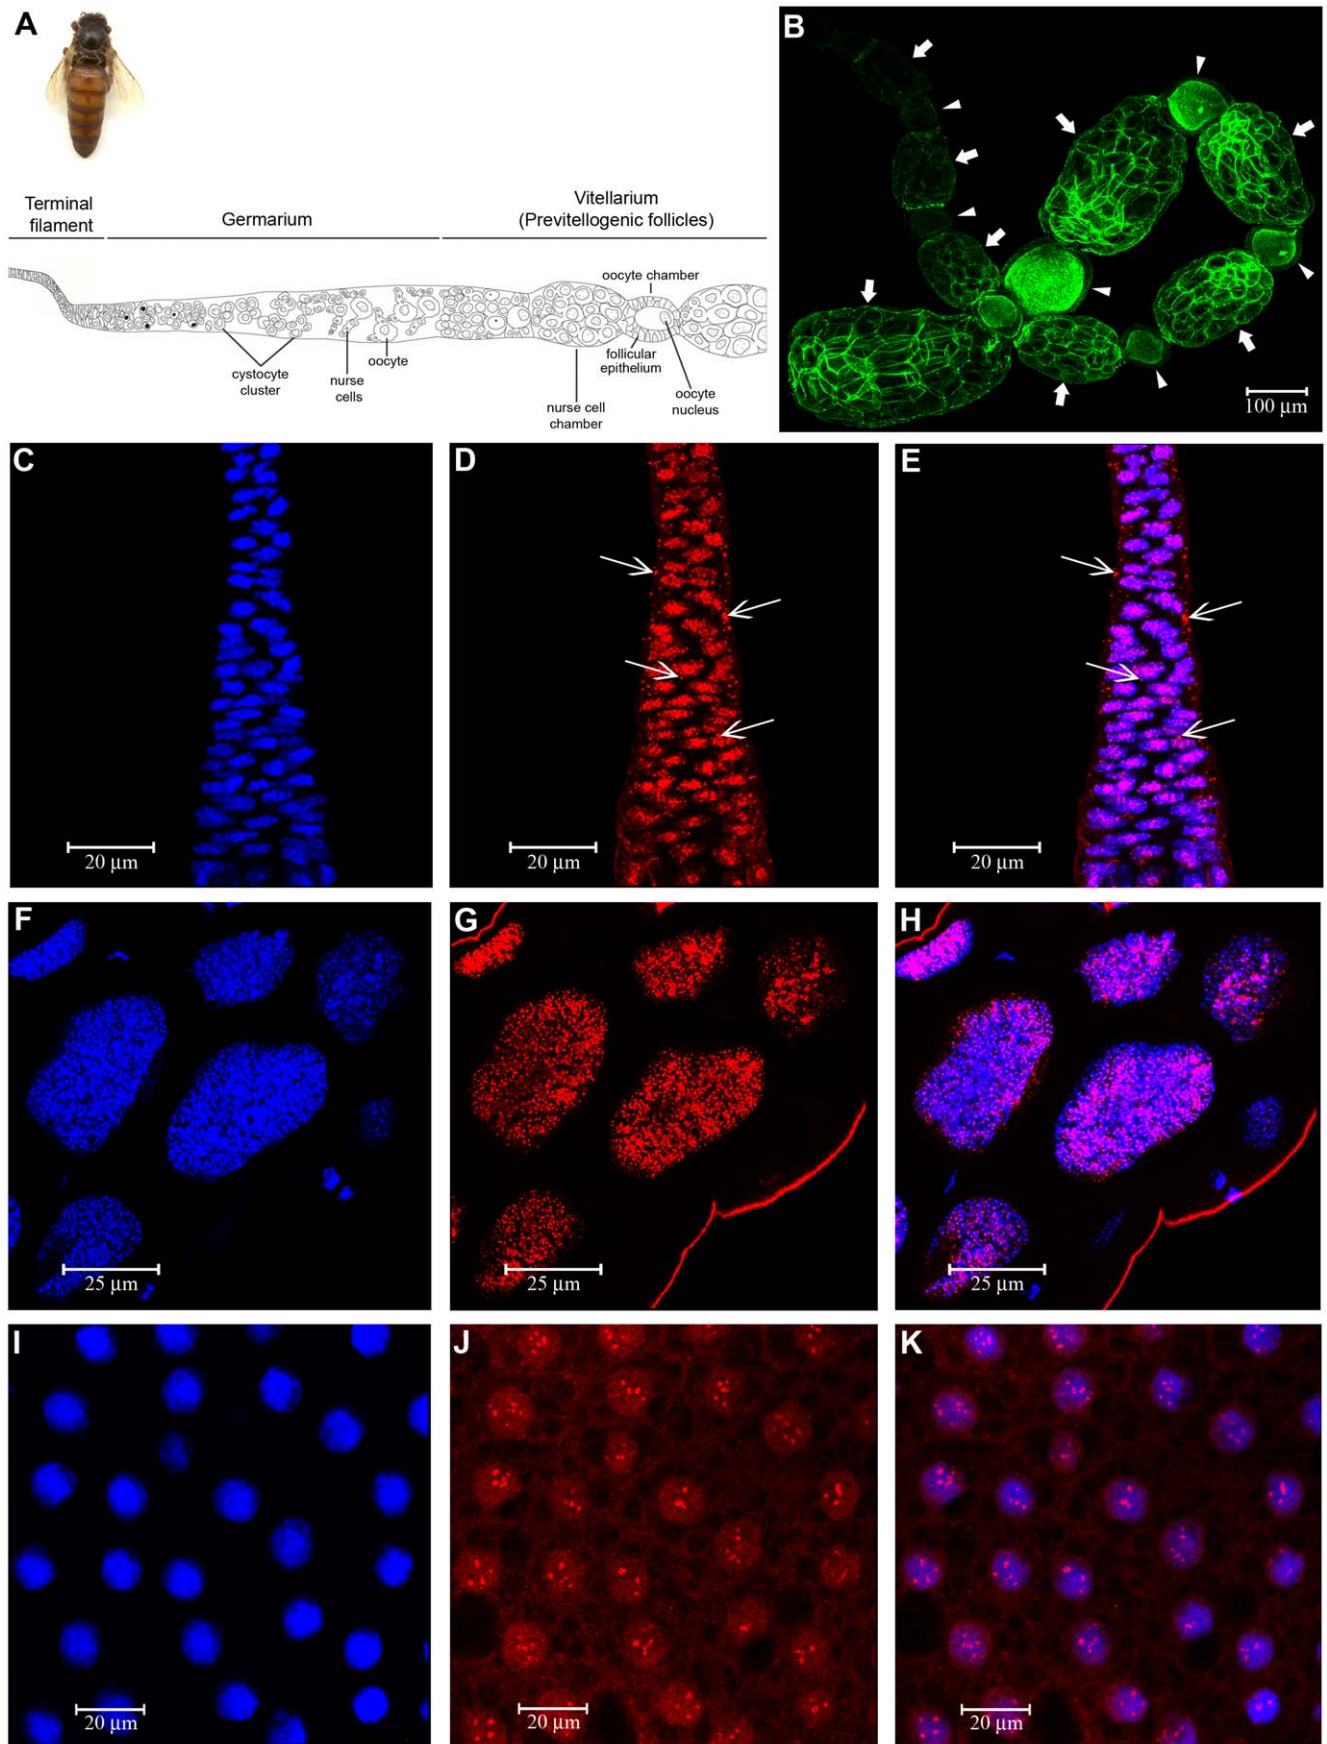 A
Terminal
filament
Germarium
Vitellarium
(Previtellogenic follicles)
oocyte chamber
cystocyte
cluster
nurse
cells
oocyte
follicular
epithelium
nurse cell
chamber
oocyte
nucleus
B
100 µm
C
20 µm
D
20 µm
E
20 µm
F
25 µm
G
25 µm
H
25 µm
I
20 µm
J
20 µm
K
20 µm